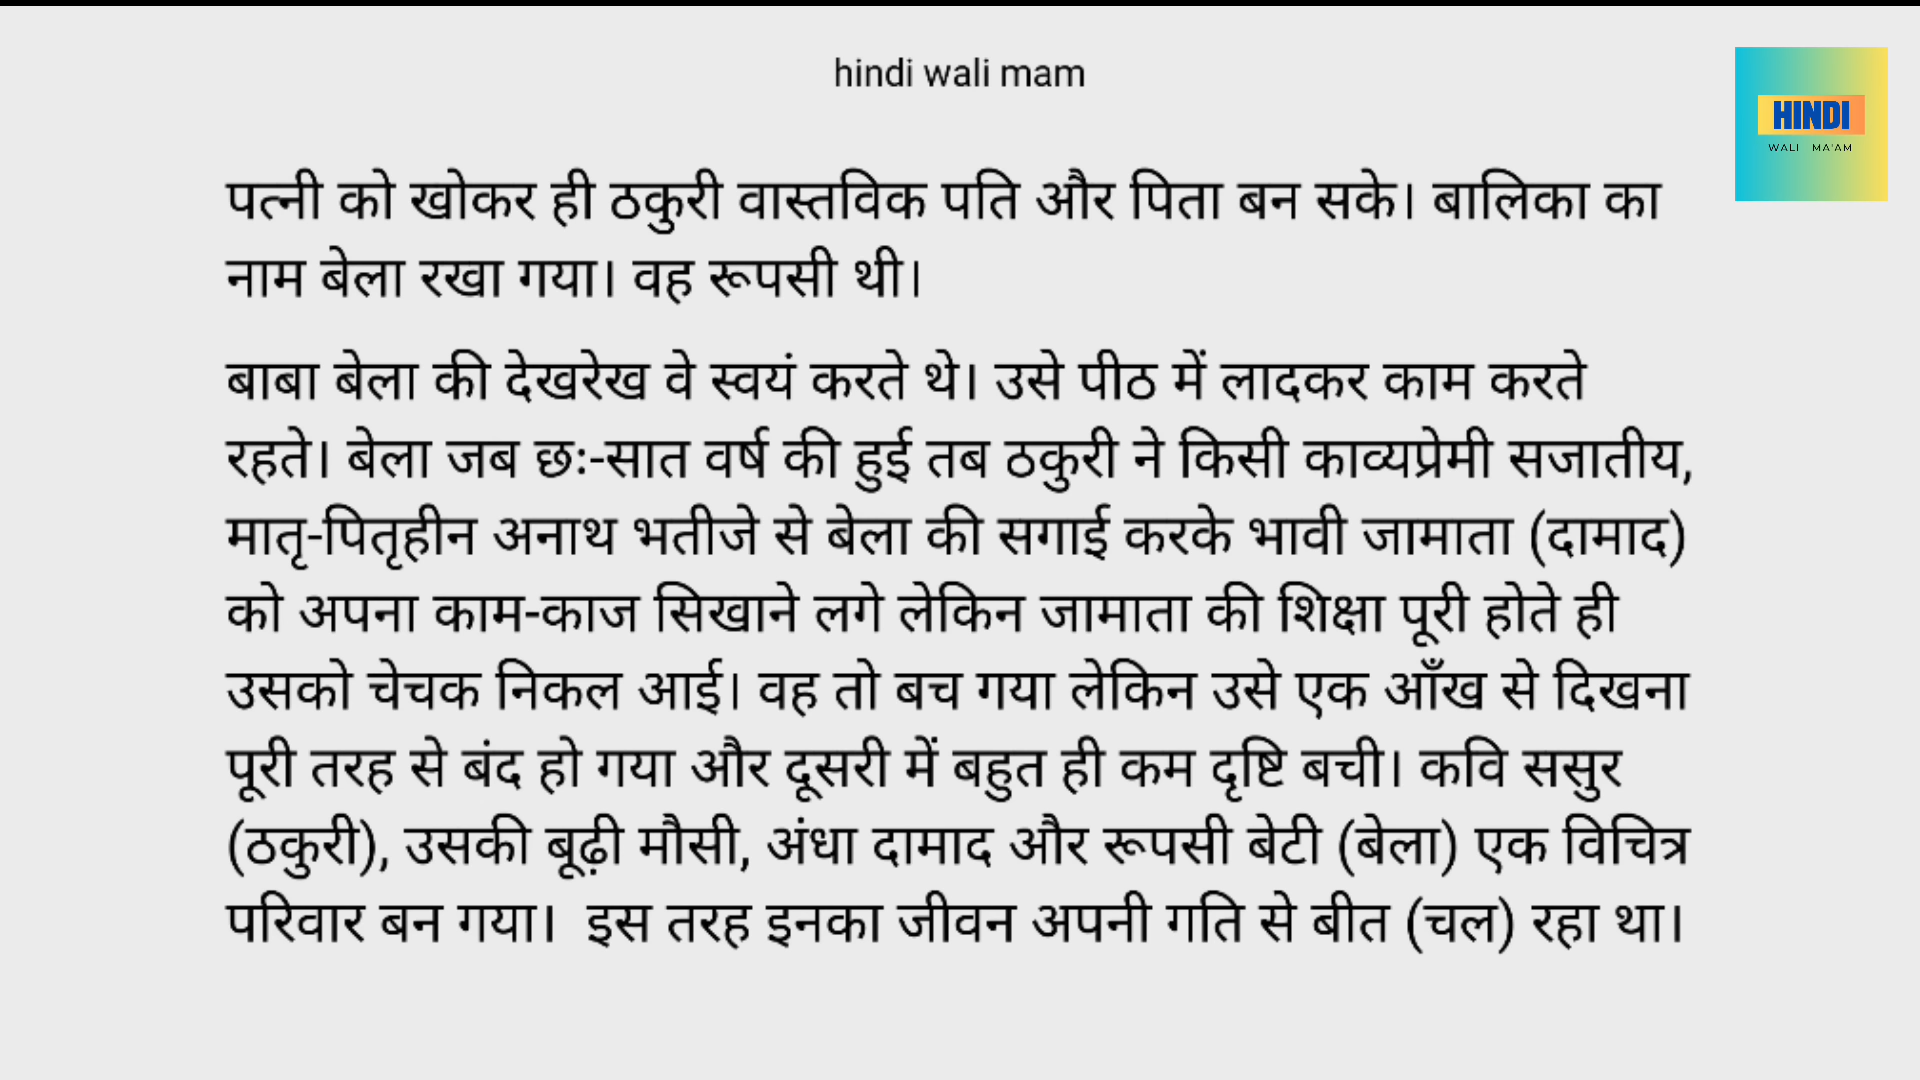 hindi wali mam
HINDI
WALI MA'AM
पत्नी को खोकर ही ठकुरी वास्तविक पति और पिता बन सके। बालिका का
नाम बेला रखा गया। वह रूपसी थी।
बाबा बेला की देखरेख वे स्वयं करते थे। उसे पीठ में लादकर काम करते
रहते। बेला जब छः-सात वर्ष की हुई तब ठकुरी ने किसी काव्यप्रेमी सजातीय,
मातृ-पितृहीन अनाथ भतीजे से बेला की सगाई करके भावी जामाता (दामाद)
को अपना काम-काज सिखाने लगे लेकिन जामाता की शिक्षा पूरी होते ही
उसको चेचक निकल आई। वह तो बच गया लेकिन उसे एक आँख से दिखना
पूरी तरह से बंद हो गया और दूसरी में बहुत ही कम दृष्टि बची। कवि ससुर
(ठकुरी), उसकी बूढ़ी मौसी, अंधा दामाद और रूपसी बेटी (बेला) एक विचित्र
परिवार बन गया। इस तरह इनका जीवन अपनी गति से बीत (चल) रहा था।